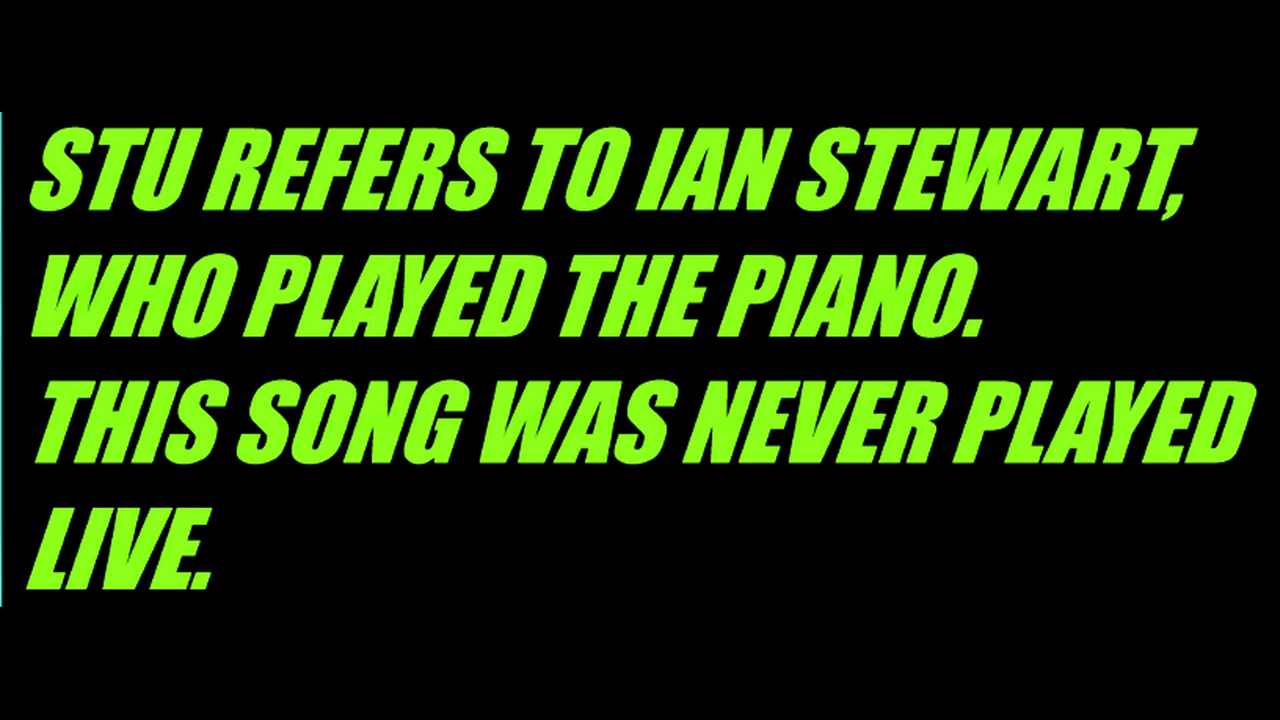 STU REFERS TO IAN STEWART,
WHO PLAYED THE PIANO.
THIS SONG WAS NEVER PLAYED
LIVE.